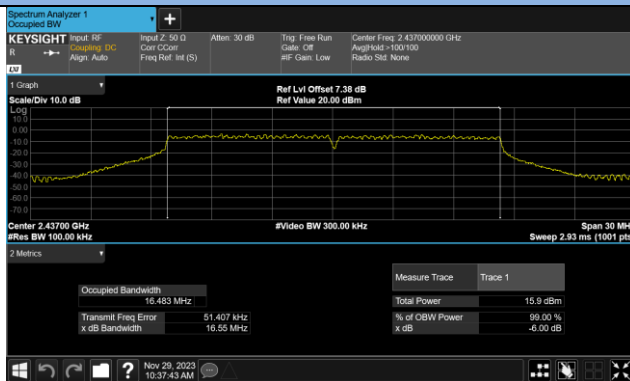 Spectrum Analyzer 1
Occupied BW
KEYSIGHT
R
LXI
Input: RF
Coupling: DC
Align: Auto
Input Z: 50 Ω
Corr CCorr
Freq Ref: Int (S)
Atten: 30 dB
Trig: Free Run
Gate: Off
#IF Gain: Low
Center Freq: 2.437000000 GHz
Avg|Hold:>100/100
Radio Std: None
1 Graph
Scale/Div 10.0 dB
Ref Lvl Offset 7.38 dB
Ref Value 20.00 dBm
Log
10.0
0.00
-10.0
-20.0
-30.0
-40.0
-50.0
-60.0
-70.0
Center 2.43700 GHz
#Res BW 100.00 kHz
#Video BW 300.00 kHz
Span 30 MH
Sweep 2.93 ms (1001 pts
2 Metrics
Occupied Bandwidth
16.483 MHz
Transmit Freq Error 51.407 kHz
x dB Bandwidth 16.55 MHz
Measure Trace Trace 1
Total Power 15.9 dBm
% of OBW Power 99.00 %
x dB -6.00 dB
? Nov 29, 2023
10:37:43 AM